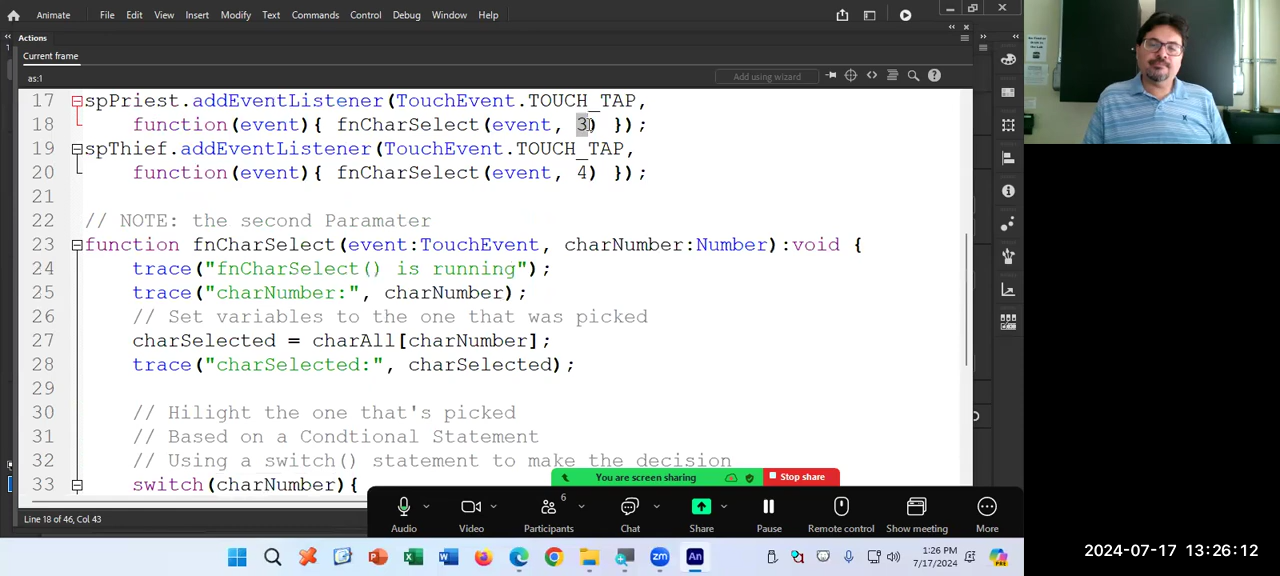 Animate File Edit View Insert Modify Text Commands Control Debug Window Help
Actions
Current frame
as:1
Add using wizard
17 spPriest.addEventListener(TouchEvent.TOUCH_TAP,
18 function(event){ fnCharSelect(event, 3) });
19 spThief.addEventListener(TouchEvent.TOUCH_TAP,
20 function(event){ fnCharSelect(event, 4) });
21
22 // NOTE: the second Paramater
23 function fnCharSelect(event:TouchEvent, charNumber:Number):void {
24 trace("fnCharSelect() is running");
25 trace("charNumber:", charNumber);
26 // Set variables to the one that was picked
27 charSelected = charAll[charNumber];
28 trace("charSelected:", charSelected);
29
30 // Hilight the one that's picked
31 // Based on a Condtional Statement
32 // Using a switch() statement to make the decision
33 switch(charNumber){
You are screen sharing Stop share
Line 18 of 46, Col 43
6
Audio Video Participants Chat Share Pause Remote control Show meeting More
zm An
1:26 PM
7/17/2024
PRE
2024-07-17 13:26:12